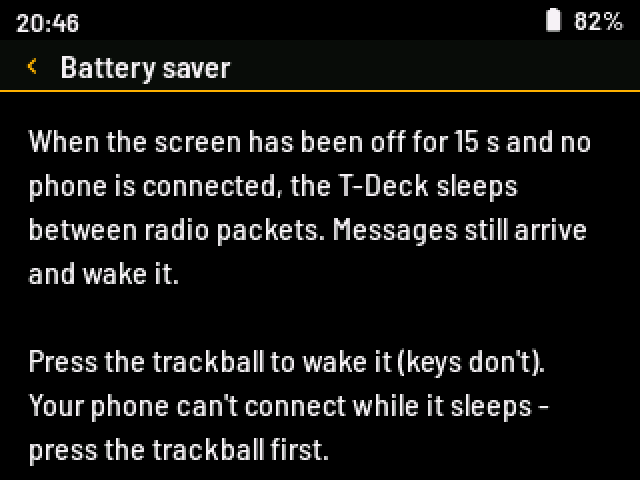 20:46 82%
Battery saver
When the screen has been off for 15 s and no
phone is connected, the T-Deck sleeps
between radio packets. Messages still arrive
and wake it.
Press the trackball to wake it (keys don't).
Your phone can't connect while it sleeps -
press the trackball first.